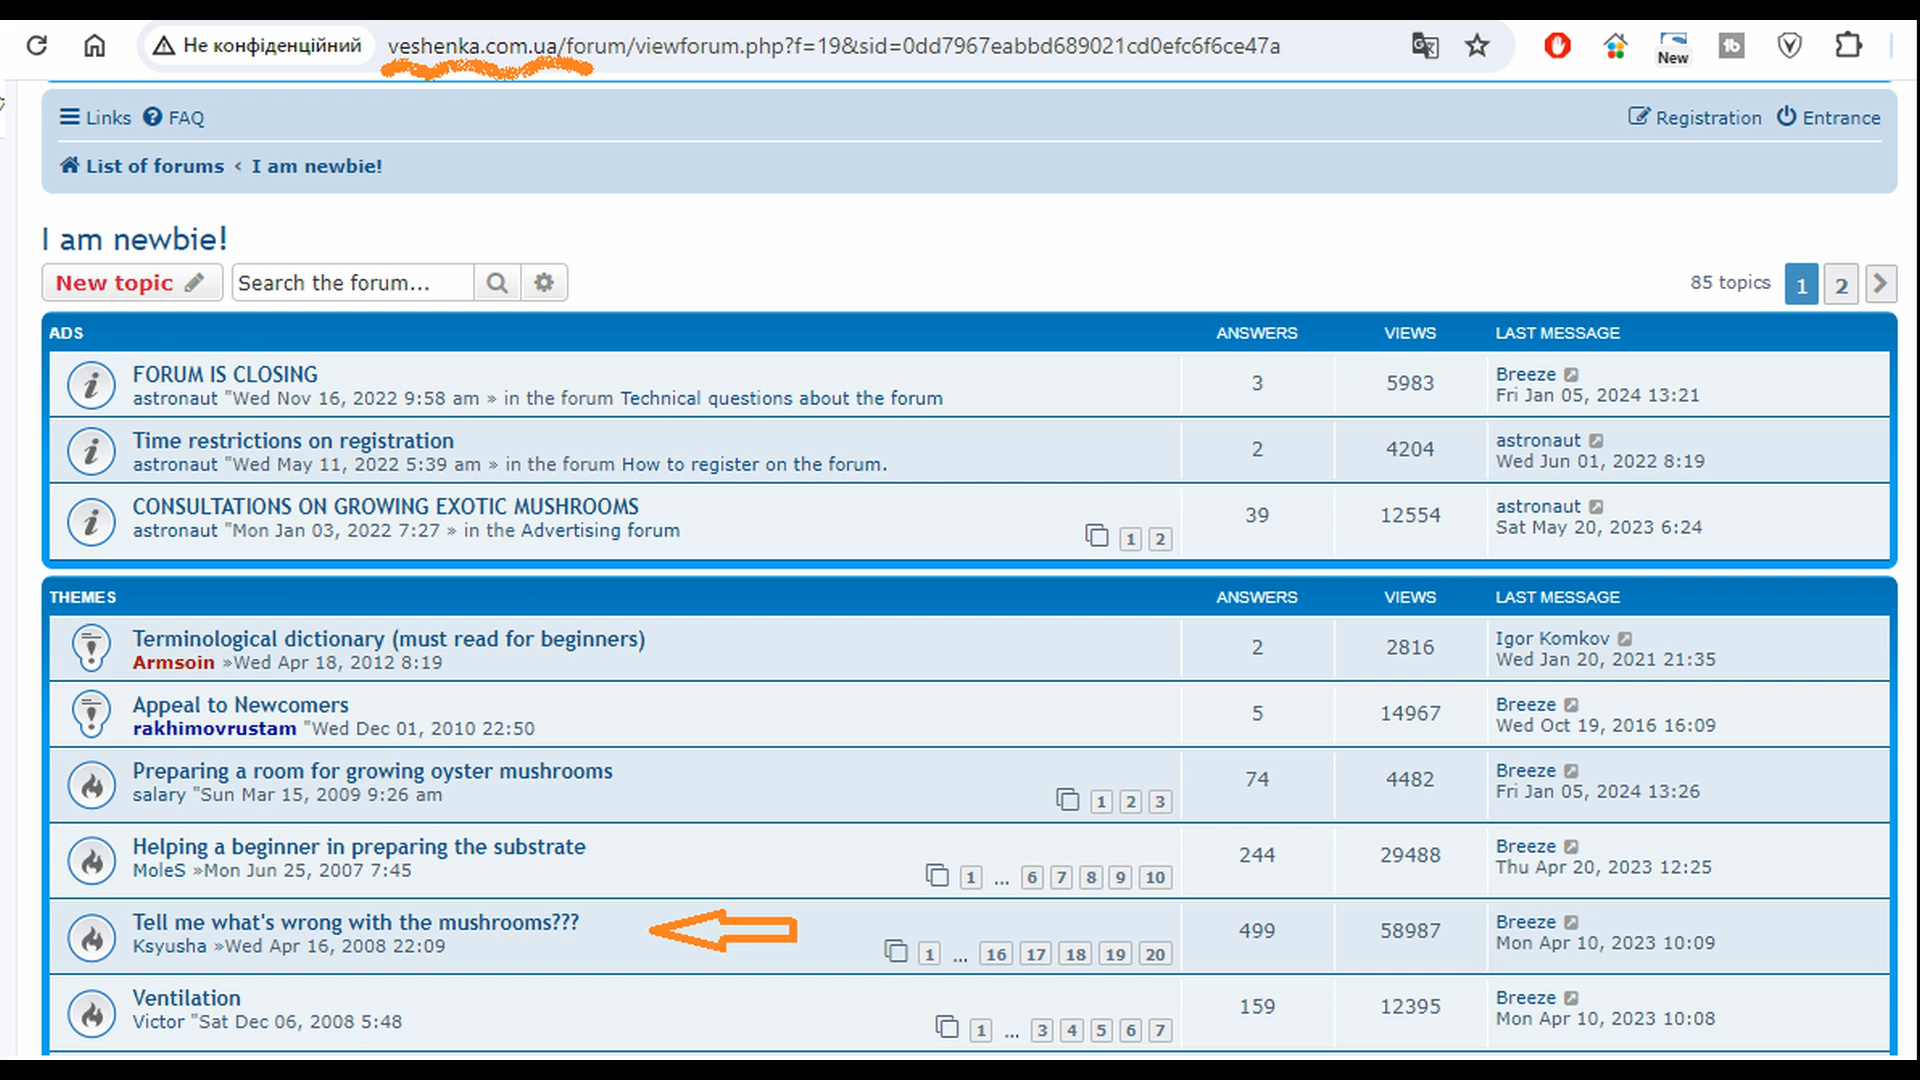 Не конфіденційний veshenka.com.ua/forum/viewforum.php?f=19&sid=0dd7967eabbd689021cd0efc6f6ce47a
New
Links FAQ Registration Entrance
List of forums ‹ I am newbie!
I am newbie!
New topic Search the forum... 85 topics 1 2
ADS ANSWERS VIEWS LAST MESSAGE
FORUM IS CLOSING 3 5983 Breeze
astronaut "Wed Nov 16, 2022 9:58 am » in the forum Technical questions about the forum Fri Jan 05, 2024 13:21
Time restrictions on registration 2 4204 astronaut
astronaut "Wed May 11, 2022 5:39 am » in the forum How to register on the forum. Wed Jun 01, 2022 8:19
CONSULTATIONS ON GROWING EXOTIC MUSHROOMS 39 12554 astronaut
astronaut "Mon Jan 03, 2022 7:27 » in the Advertising forum 1 2 Sat May 20, 2023 6:24
THEMES ANSWERS VIEWS LAST MESSAGE
Terminological dictionary (must read for beginners) 2 2816 Igor Komkov
Armsoin »Wed Apr 18, 2012 8:19 Wed Jan 20, 2021 21:35
Appeal to Newcomers 5 14967 Breeze
rakhimovrustam "Wed Dec 01, 2010 22:50 Wed Oct 19, 2016 16:09
Preparing a room for growing oyster mushrooms 74 4482 Breeze
salary "Sun Mar 15, 2009 9:26 am 1 2 3 Fri Jan 05, 2024 13:26
Helping a beginner in preparing the substrate 244 29488 Breeze
MoleS »Mon Jun 25, 2007 7:45 1 ... 6 7 8 9 10 Thu Apr 20, 2023 12:25
Tell me what's wrong with the mushrooms??? 499 58987 Breeze
Ksyusha »Wed Apr 16, 2008 22:09 1 ... 16 17 18 19 20 Mon Apr 10, 2023 10:09
Ventilation 159 12395 Breeze
Victor "Sat Dec 06, 2008 5:48 1 ... 3 4 5 6 7 Mon Apr 10, 2023 10:08